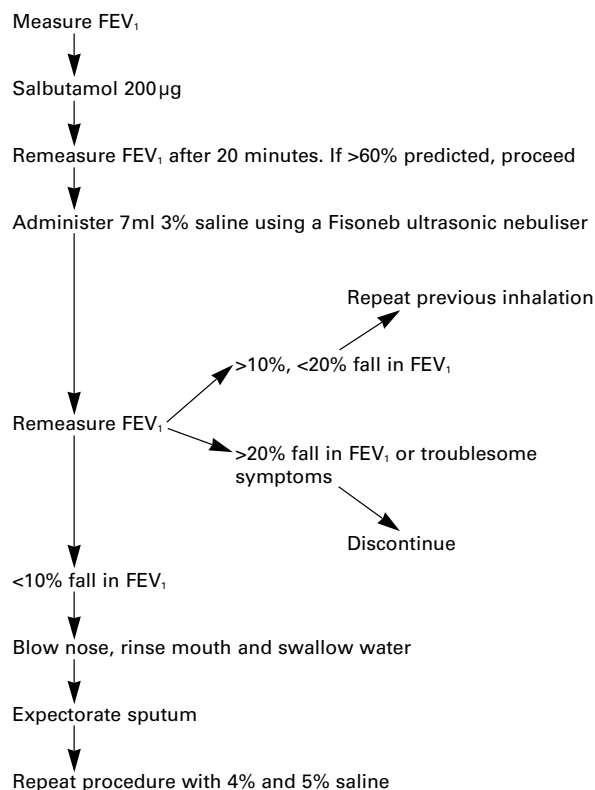 Measure FEV₁
Salbutamol 200µg
Remeasure FEV₁ after 20 minutes. If >60% predicted, proceed
Administer 7ml 3% saline using a Fisoneb ultrasonic nebuliser
Repeat previous inhalation
>10%, <20% fall in FEV₁
Remeasure FEV₁
>20% fall in FEV₁ or troublesome
symptoms
Discontinue
<10% fall in FEV₁
Blow nose, rinse mouth and swallow water
Expectorate sputum
Repeat procedure with 4% and 5% saline